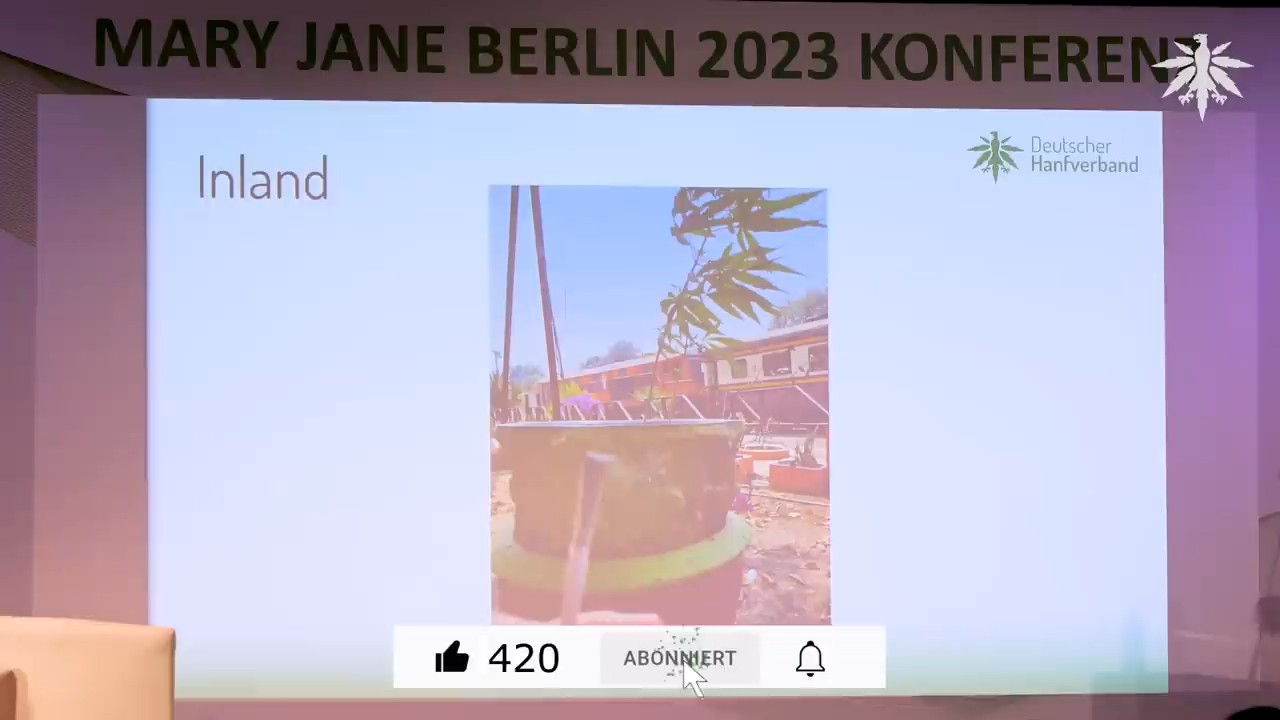 MARY JANE BERLIN 2023 KONFEREN
Inland
Deutscher
Hanfverband
420
ABONNIERT